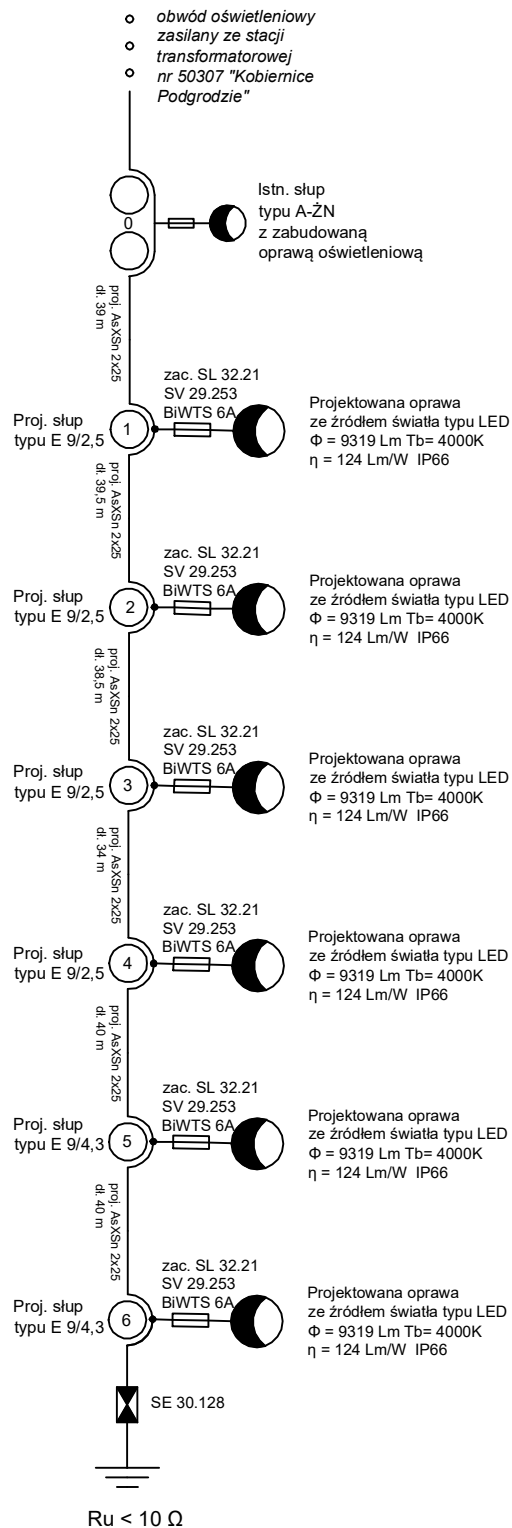 obwód oświetleniowy
zasilany ze stacji
transformatorowej
nr 50307 "Kobiernice
Podgrodzie"
0
Istn. słup
typu A-ŻN
z zabudowaną
oprawą oświetleniową
proj. AsXSn 2x25
dł. 39 m
Proj. słup
typu E 9/2,5
1
zac. SL 32.21
SV 29.253
BiWTS 6A
Projektowana oprawa
ze źródłem światła typu LED
Φ = 9319 Lm Tb= 4000K
η = 124 Lm/W IP66
proj. AsXSn 2x25
dł. 39,5 m
Proj. słup
typu E 9/2,5
2
zac. SL 32.21
SV 29.253
BiWTS 6A
Projektowana oprawa
ze źródłem światła typu LED
Φ = 9319 Lm Tb= 4000K
η = 124 Lm/W IP66
proj. AsXSn 2x25
dł. 38,5 m
Proj. słup
typu E 9/2,5
3
zac. SL 32.21
SV 29.253
BiWTS 6A
Projektowana oprawa
ze źródłem światła typu LED
Φ = 9319 Lm Tb= 4000K
η = 124 Lm/W IP66
proj. AsXSn 2x25
dł. 34 m
Proj. słup
typu E 9/2,5
4
zac. SL 32.21
SV 29.253
BiWTS 6A
Projektowana oprawa
ze źródłem światła typu LED
Φ = 9319 Lm Tb= 4000K
η = 124 Lm/W IP66
proj. AsXSn 2x25
dł. 40 m
Proj. słup
typu E 9/4,3
5
zac. SL 32.21
SV 29.253
BiWTS 6A
Projektowana oprawa
ze źródłem światła typu LED
Φ = 9319 Lm Tb= 4000K
η = 124 Lm/W IP66
proj. AsXSn 2x25
dł. 40 m
Proj. słup
typu E 9/4,3
6
zac. SL 32.21
SV 29.253
BiWTS 6A
Projektowana oprawa
ze źródłem światła typu LED
Φ = 9319 Lm Tb= 4000K
η = 124 Lm/W IP66
SE 30.128
Ru < 10 Ω